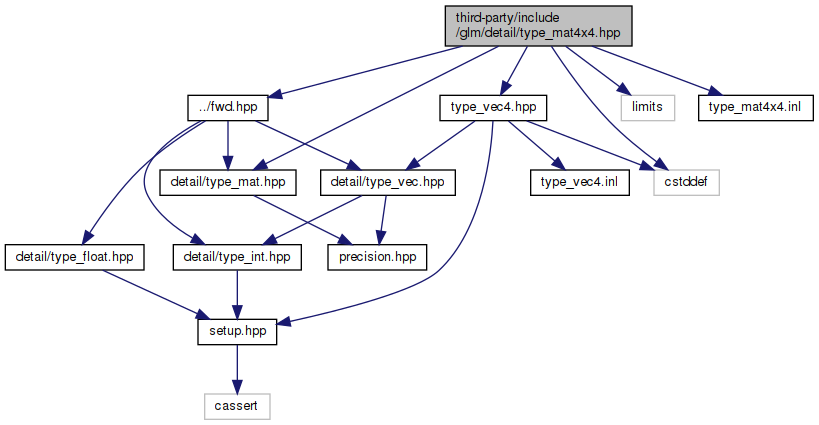 third-party/include
/glm/detail/type_mat4x4.hpp
../fwd.hpp
type_vec4.hpp
limits
type_mat4x4.inl
detail/type_mat.hpp
detail/type_vec.hpp
type_vec4.inl
cstddef
detail/type_float.hpp
detail/type_int.hpp
precision.hpp
setup.hpp
cassert